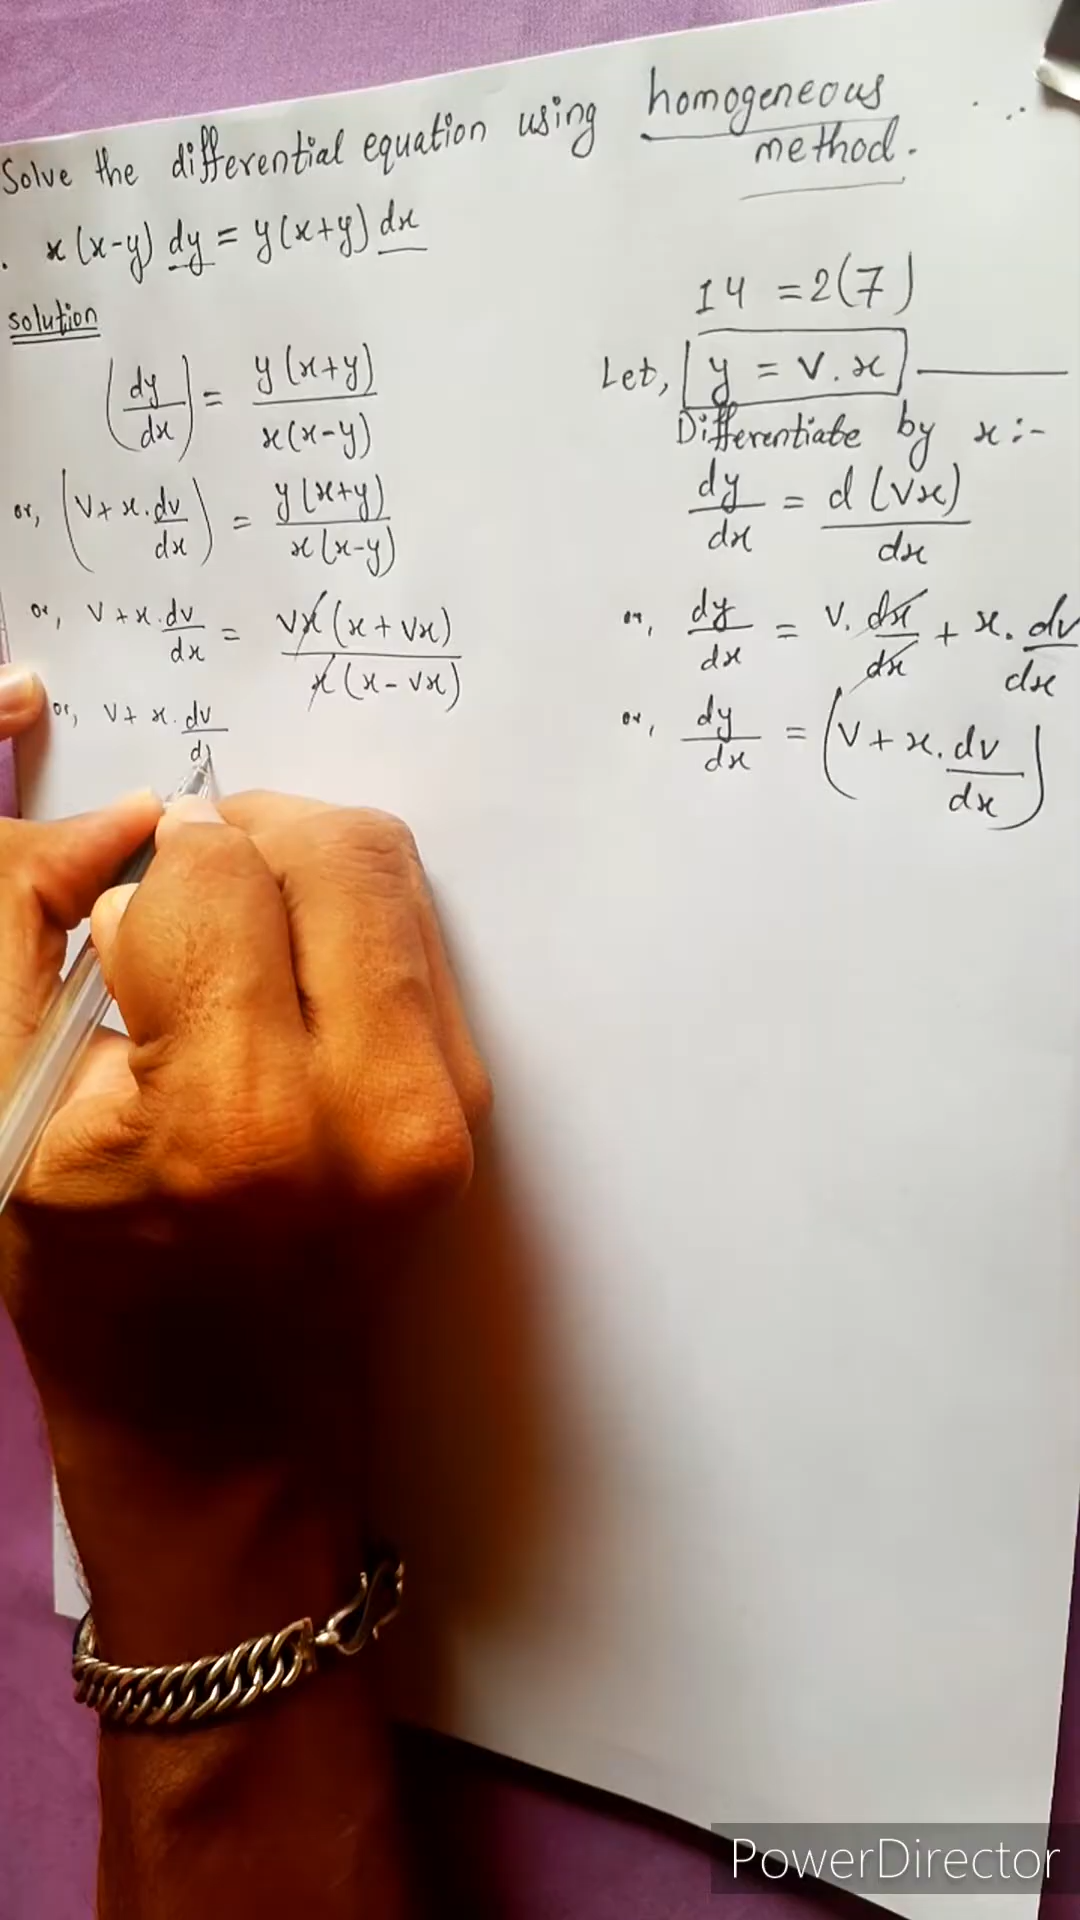 Solve the differential equation using homogeneous
method.
. x(x-y) dy = y(x+y) dx
solution
(dy/dx) = y(x+y)/x(x-y)
or, (v + x.dv/dx) = y(x+y)/x(x-y)
or, v + x.dv/dx = vx(x + vx)/x(x - vx)
or, v + x.dv/d
14 = 2(7)
Let, y = v.x
Differentiate by x:-
dy/dx = d(vx)/dx
or, dy/dx = v.dx/dx + x.dv/dx
or, dy/dx = (v + x.dv/dx)
PowerDirector